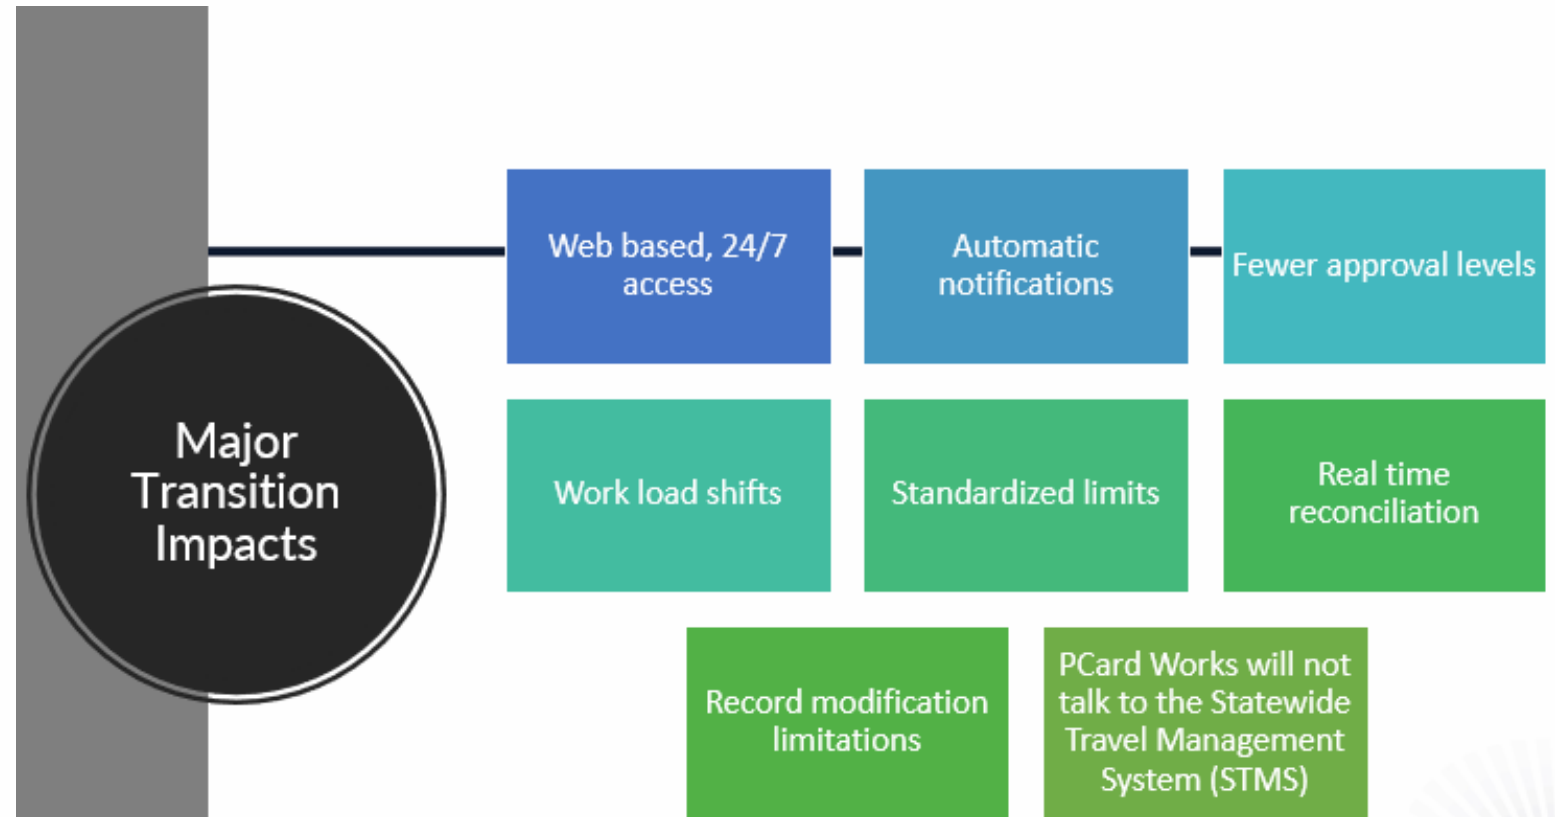 Major
Transition
Impacts
Web based, 24/7
access
Automatic
notifications
Fewer approval levels
Work load shifts
Standardized limits
Real time
reconciliation
Record modification
limitations
PCard Works will not
talk to the Statewide
Travel Management
System (STMS)